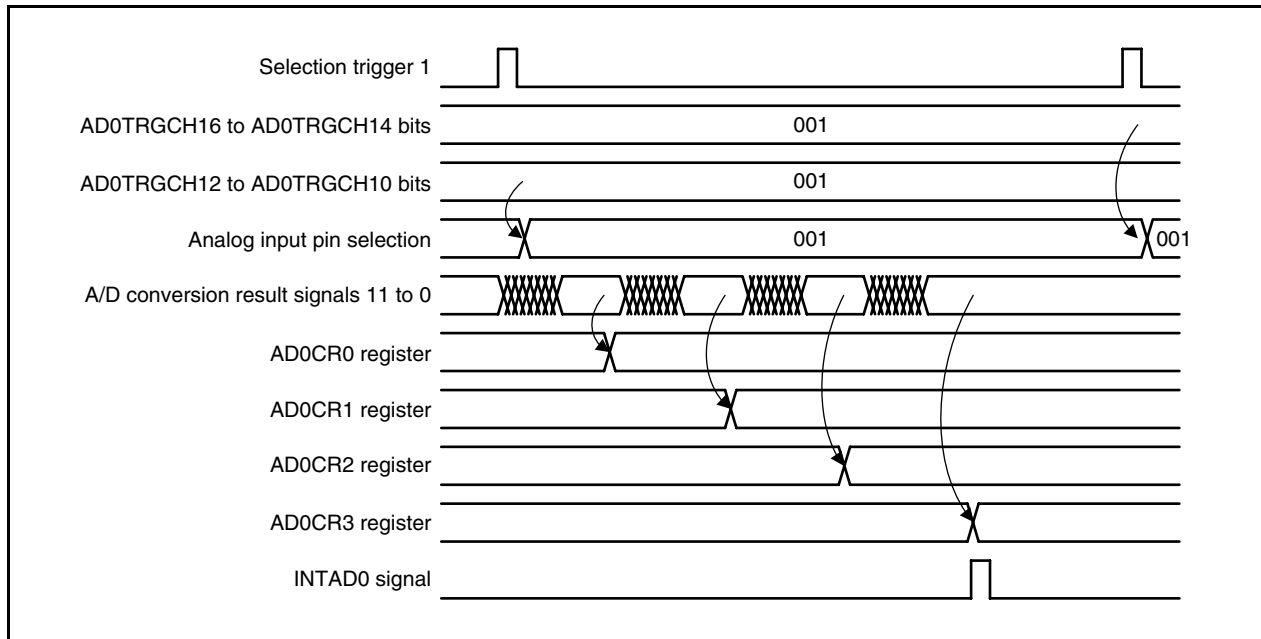 Selection trigger 1
AD0TRGCH16 to AD0TRGCH14 bits
001
AD0TRGCH12 to AD0TRGCH10 bits
001
Analog input pin selection
001
001
A/D conversion result signals 11 to 0
AD0CR0 register
AD0CR1 register
AD0CR2 register
AD0CR3 register
INTAD0 signal